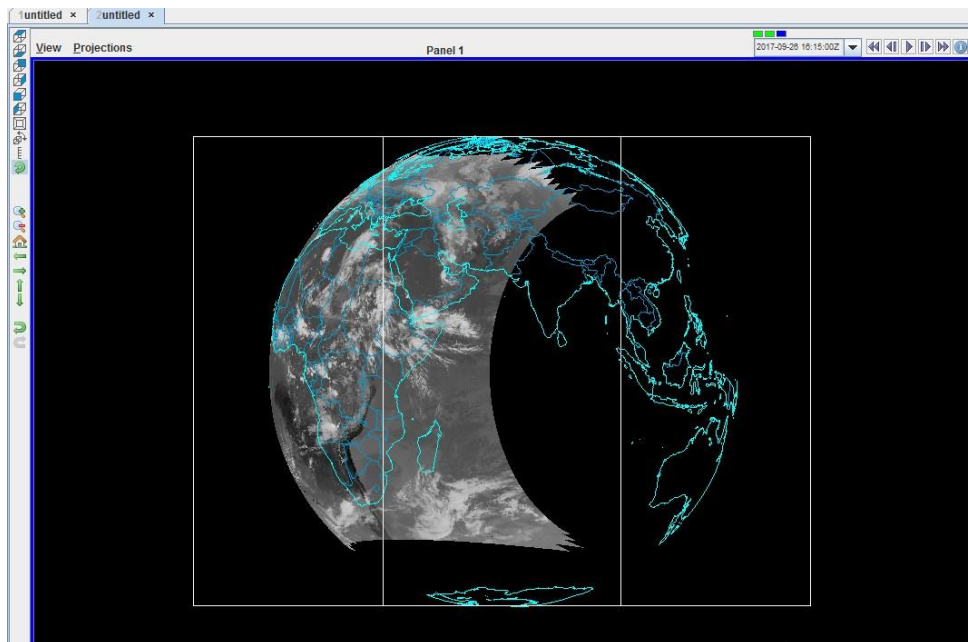 1untitled ×
2untitled ×
View Projections
Panel 1
2017-09-26 16:15:00Z